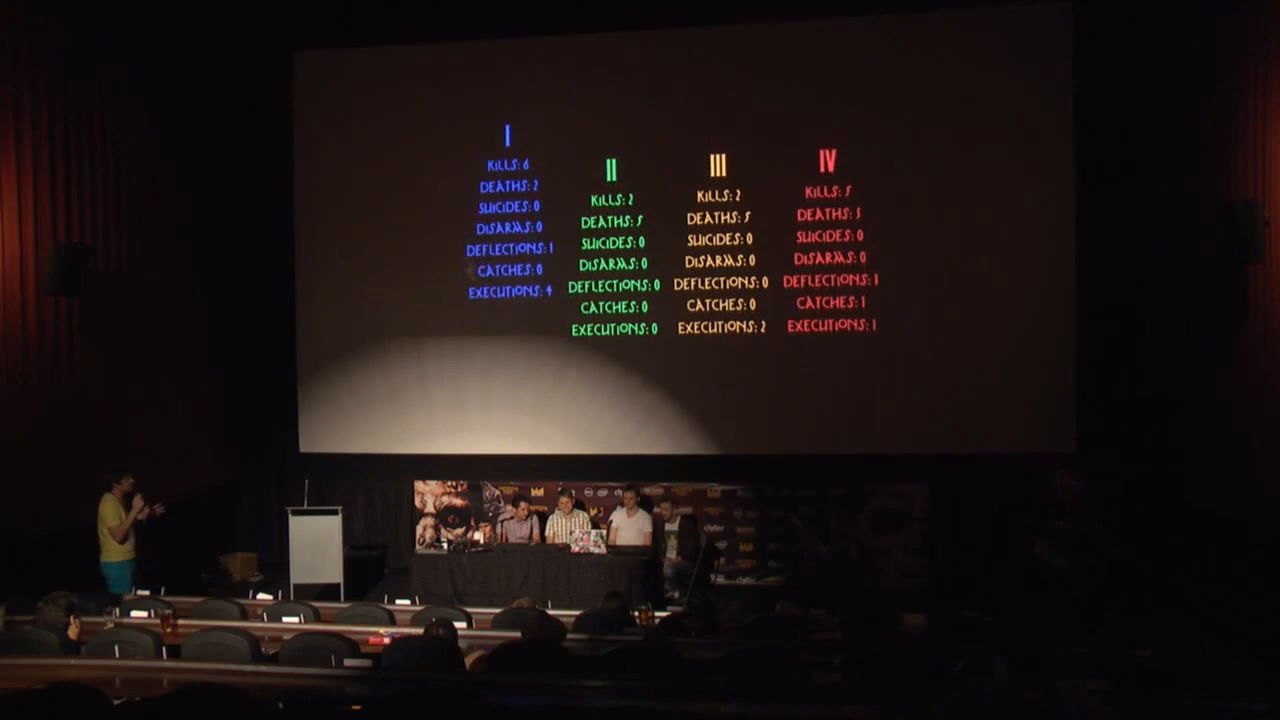 I
KILLS: 6
DEATHS: 2
SUICIDES: 0
DISARMS: 0
DEFLECTIONS: 1
CATCHES: 0
EXECUTIONS: 4
II
KILLS: 2
DEATHS: 5
SUICIDES: 0
DISARMS: 0
DEFLECTIONS: 0
CATCHES: 0
EXECUTIONS: 0
III
KILLS: 2
DEATHS: 5
SUICIDES: 0
DISARMS: 0
DEFLECTIONS: 0
CATCHES: 0
EXECUTIONS: 2
IV
KILLS: 5
DEATHS: 3
SUICIDES: 0
DISARMS: 0
DEFLECTIONS: 1
CATCHES: 1
EXECUTIONS: 1